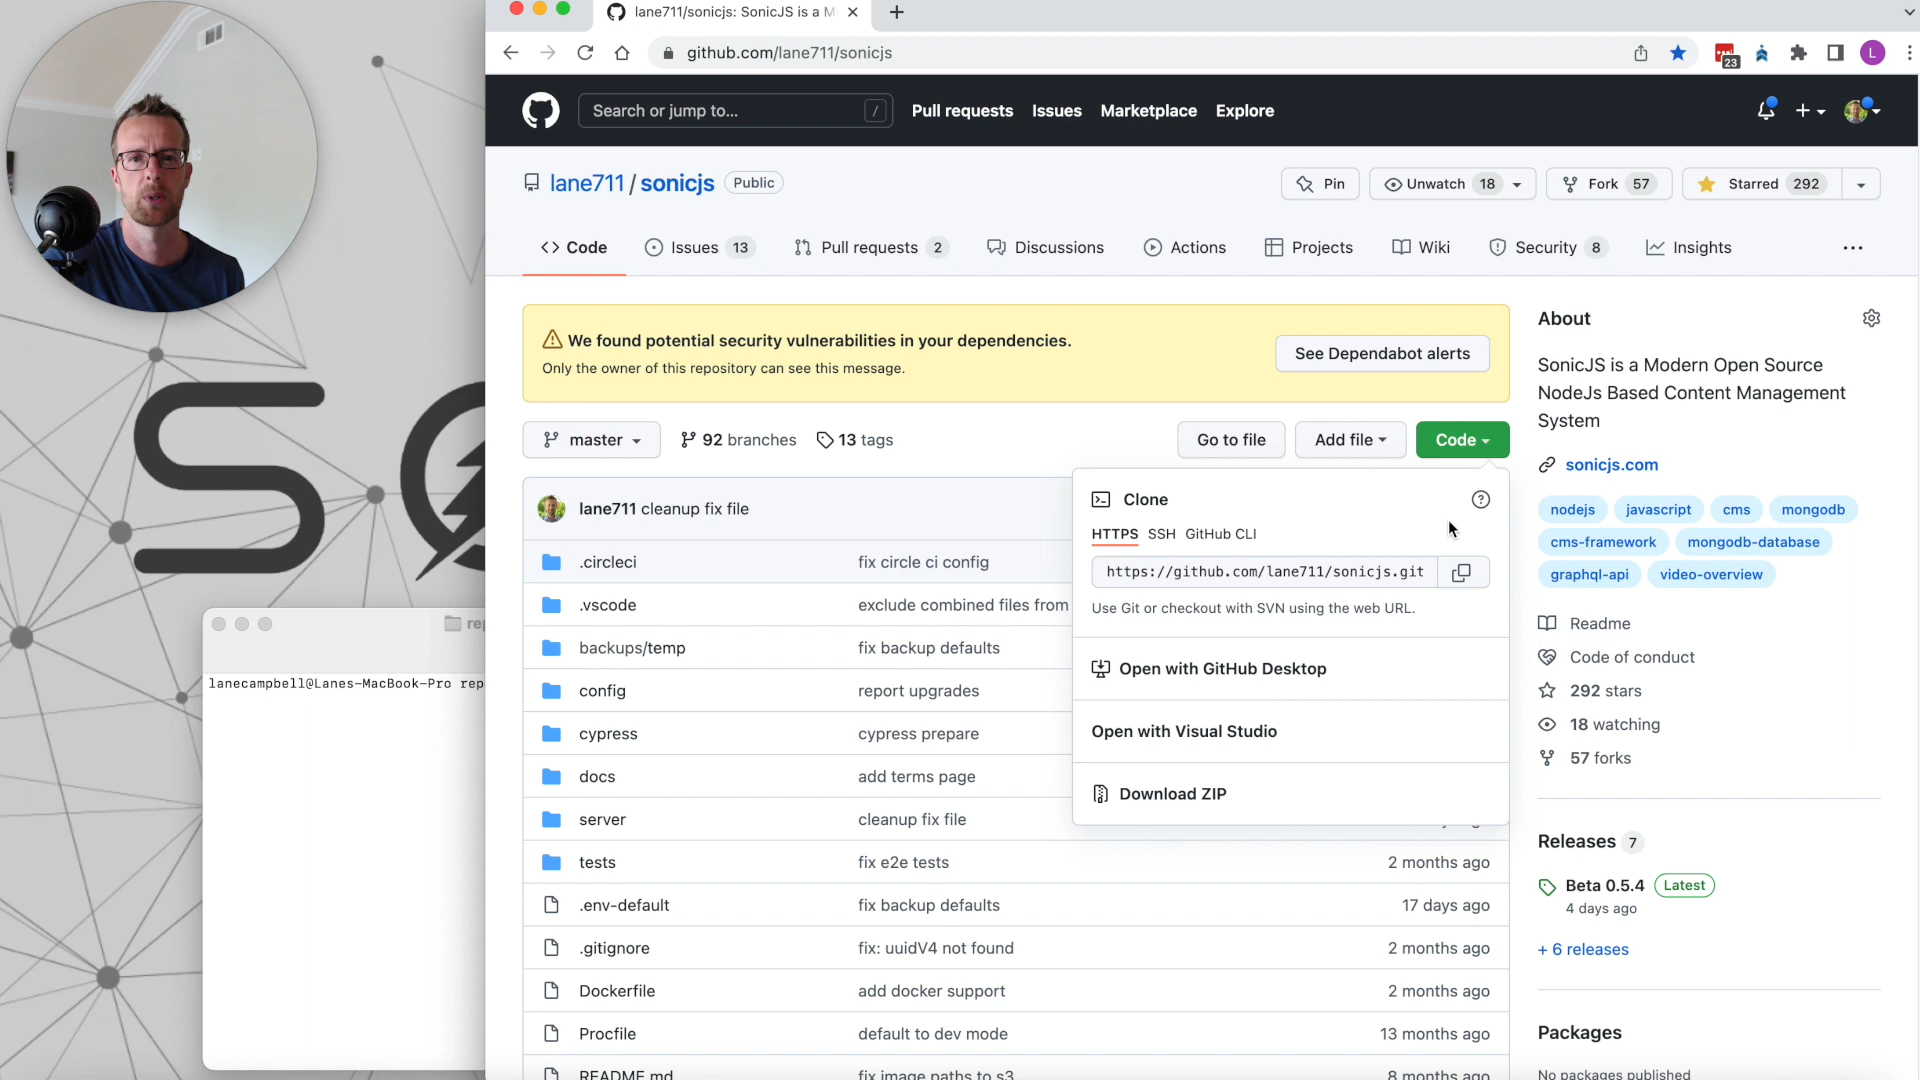 lane711/sonicjs: SonicJS is a M
github.com/lane711/sonicjs
23
L
Search or jump to...
/
Pull requests
Issues
Marketplace
Explore
lane711 / sonicjs
Public
Pin
Unwatch 18
Fork 57
Starred 292
Code
Issues 13
Pull requests 2
Discussions
Actions
Projects
Wiki
Security 8
Insights
We found potential security vulnerabilities in your dependencies.
Only the owner of this repository can see this message.
See Dependabot alerts
master
92 branches
13 tags
Go to file
Add file
Code
lane711 cleanup fix file
.circleci fix circle ci config
.vscode exclude combined files from
backups/temp fix backup defaults
config report upgrades
cypress cypress prepare
docs add terms page
server cleanup fix file
tests fix e2e tests 2 months ago
.env-default fix backup defaults 17 days ago
.gitignore fix: uuidV4 not found 2 months ago
Dockerfile add docker support 2 months ago
Procfile default to dev mode 13 months ago
README.md fix image paths to s3 8 months ago
Clone
HTTPS SSH GitHub CLI
https://github.com/lane711/sonicjs.git
Use Git or checkout with SVN using the web URL.
Open with GitHub Desktop
Open with Visual Studio
Download ZIP
About
SonicJS is a Modern Open Source
NodeJs Based Content Management
System
sonicjs.com
nodejs javascript cms mongodb
cms-framework mongodb-database
graphql-api video-overview
Readme
Code of conduct
292 stars
18 watching
57 forks
Releases 7
Beta 0.5.4 Latest
4 days ago
+ 6 releases
Packages
No packages published
S
rep
lanecampbell@Lanes-MacBook-Pro rep